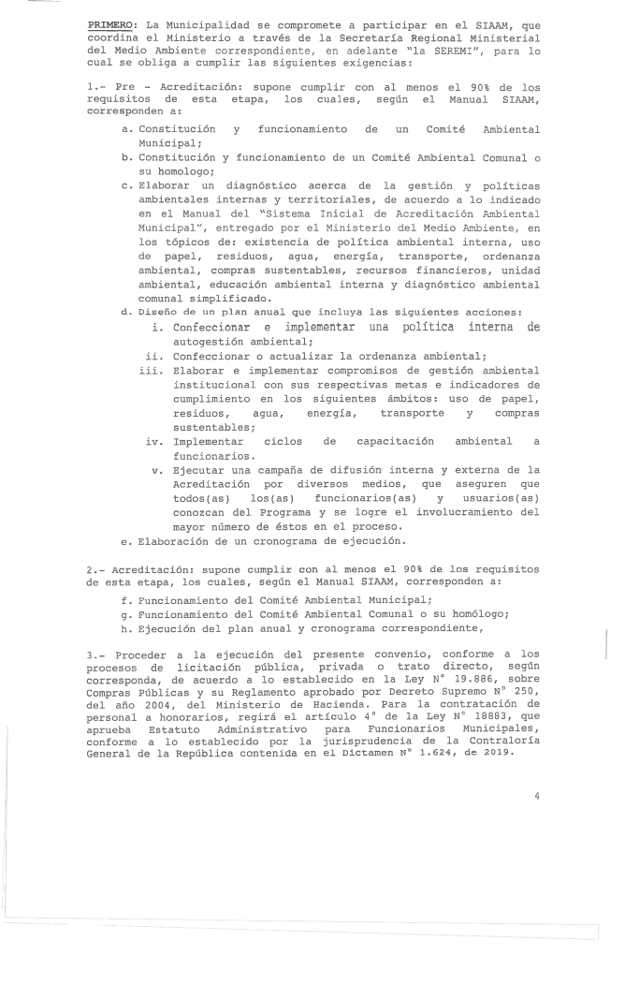 PRIMERO: La Municipalidad se compromete a participar en el SIAAM, que
coordina el Ministerio a través de la Secretaría Regional Ministerial
del Medio Ambiente correspondiente, en adelante "la SEREMI", para lo
cual se obliga a cumplir las siguientes exigencias:
1.- Pre - Acreditación: supone cumplir con al menos el 90% de los
requisitos de esta etapa, los cuales, según el Manual SIAAM,
corresponden a:
a. Constitución y funcionamiento de un Comité Ambiental
Municipal;
b. Constitución y funcionamiento de un Comité Ambiental Comunal o
su homologo;
c. Elaborar un diagnóstico acerca de la gestión y políticas
ambientales internas y territoriales, de acuerdo a lo indicado
en el Manual del "Sistema Inicial de Acreditación Ambiental
Municipal", entregado por el Ministerio del Medio Ambiente, en
los tópicos de: existencia de política ambiental interna, uso
de papel, residuos, agua, energía, transporte, ordenanza
ambiental, compras sustentables, recursos financieros, unidad
ambiental, educación ambiental interna y diagnóstico ambiental
comunal simplificado.
d. Diseño de un plan anual que incluya las siguientes acciones:
i. Confeccionar e implementar una política interna de
autogestión ambiental;
ii. Confeccionar o actualizar la ordenanza ambiental;
iii. Elaborar e implementar compromisos de gestión ambiental
institucional con sus respectivas metas e indicadores de
cumplimiento en los siguientes ámbitos: uso de papel,
residuos, agua, energía, transporte y compras
sustentables;
iv. Implementar ciclos de capacitación ambiental a
funcionarios.
v. Ejecutar una campaña de difusión interna y externa de la
Acreditación por diversos medios, que aseguren que
todos(as) los(as) funcionarios(as) y usuarios(as)
conozcan del Programa y se logre el involucramiento del
mayor número de éstos en el proceso.
e. Elaboración de un cronograma de ejecución.
2.- Acreditación: supone cumplir con al menos el 90% de los requisitos
de esta etapa, los cuales, según el Manual SIAAM, corresponden a:
f. Funcionamiento del Comité Ambiental Municipal;
g. Funcionamiento del Comité Ambiental Comunal o su homólogo;
h. Ejecución del plan anual y cronograma correspondiente,
3.- Proceder a la ejecución del presente convenio, conforme a los
procesos de licitación pública, privada o trato directo, según
corresponda, de acuerdo a lo establecido en la Ley N° 19.886, sobre
Compras Públicas y su Reglamento aprobado por Decreto Supremo N° 250,
del año 2004, del Ministerio de Hacienda. Para la contratación de
personal a honorarios, regirá el artículo 4° de la Ley N° 18883, que
aprueba Estatuto Administrativo para Funcionarios Municipales,
conforme a lo establecido por la jurisprudencia de la Contraloría
General de la República contenida en el Dictamen N° 1.624, de 2019.
4